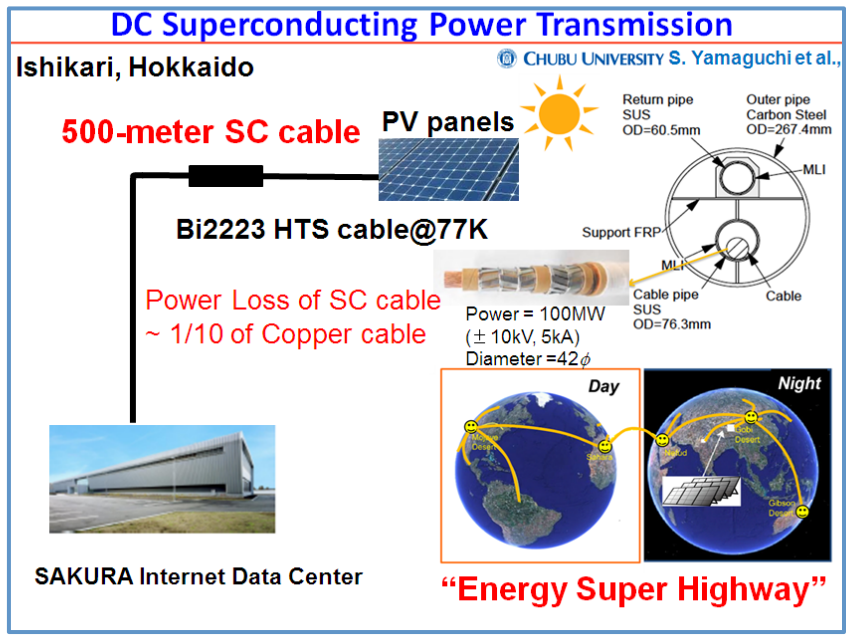 DC Superconducting Power Transmission
Ishikari, Hokkaido
CHUBU UNIVERSITY S. Yamaguchi et al.,
500-meter SC cable
PV panels
Return pipe
SUS
OD=60.5mm
Outer pipe
Carbon Steel
OD=267.4mm
MLI
Bi2223 HTS cable@77K
Support FRP
MLI
Cable pipe
SUS
OD=76.3mm
Cable
Power Loss of SC cable
~ 1/10 of Copper cable
Power = 100MW
(± 10kV, 5kA)
Diameter =42ϕ
Day
Mojave
Desert
Sahara
Night
Gobi
Desert
Nefud
Gibson
Desert
SAKURA Internet Data Center
“Energy Super Highway”